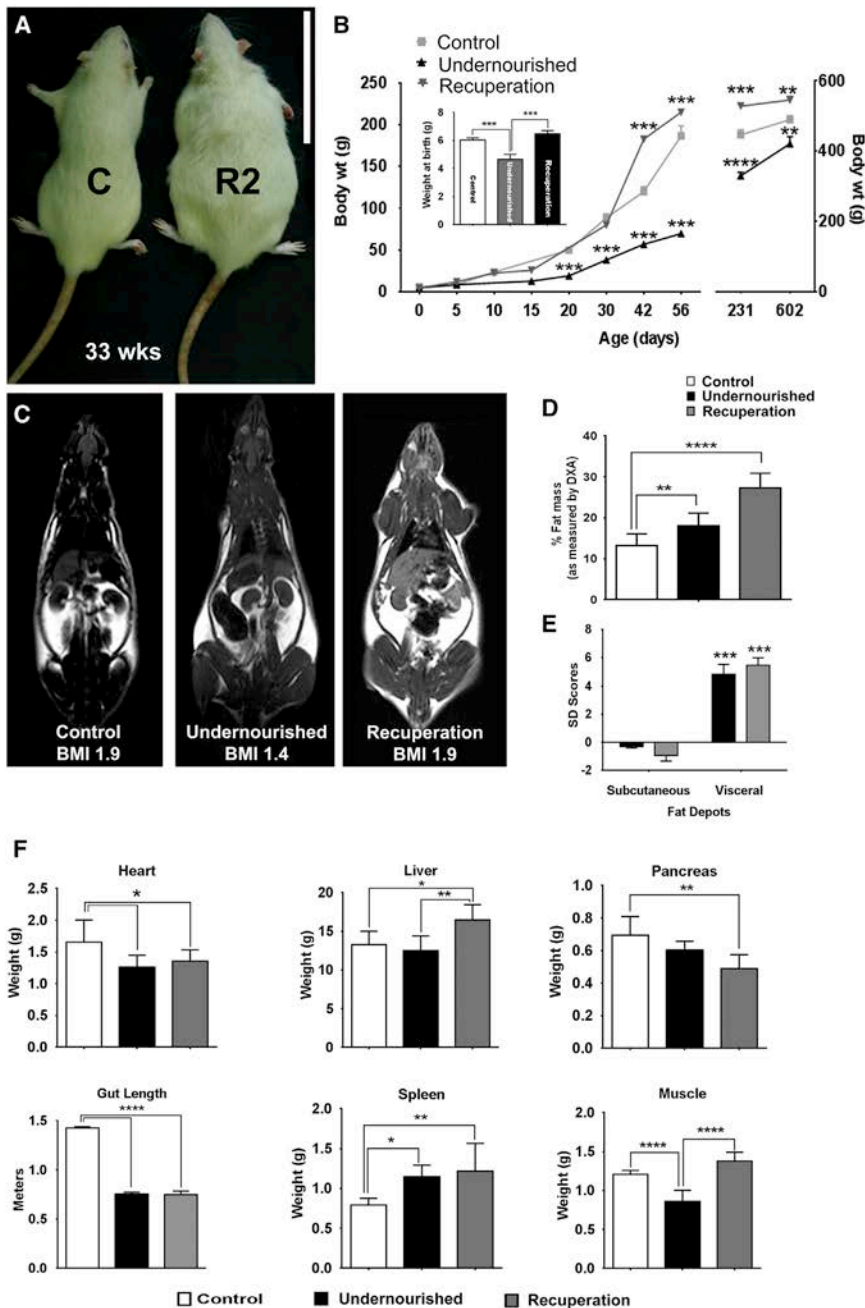 A
C
R2
33 wks
B
Control
Undernourished
Recuperation
250
200
150
100
50
0
Body wt (g)
Weight at birth (g)
8
6
4
2
0
***
***
Control
Undernourished
Recuperation
***
***
***
***
***
***
***
**
****
**
600
400
200
0
Body wt (g)
0 5 10 15 20 30 42 56 231 602
Age (days)
C
Control
BMI 1.9
Undernourished
BMI 1.4
Recuperation
BMI 1.9
Control
Undernourished
Recuperation
D
% Fat mass
(as measured by DXA)
40
30
20
10
0
****
**
E
SD Scores
8
6
4
2
0
-2
***
***
Subcutaneous Visceral
Fat Depots
F
Heart
Weight (g)
2.5
2.0
1.5
1.0
0.5
0.0
*
Liver
Weight (g)
20
15
10
5
0
*
**
Pancreas
Weight (g)
1.0
0.8
0.6
0.4
0.2
0.0
**
Gut Length
Meters
1.5
1.0
0.5
0.0
****
Spleen
Weight (g)
2.0
1.5
1.0
0.5
0.0
**
*
Muscle
Weight (g)
2.0
1.5
1.0
0.5
0.0
****
****
Control Undernourished Recuperation